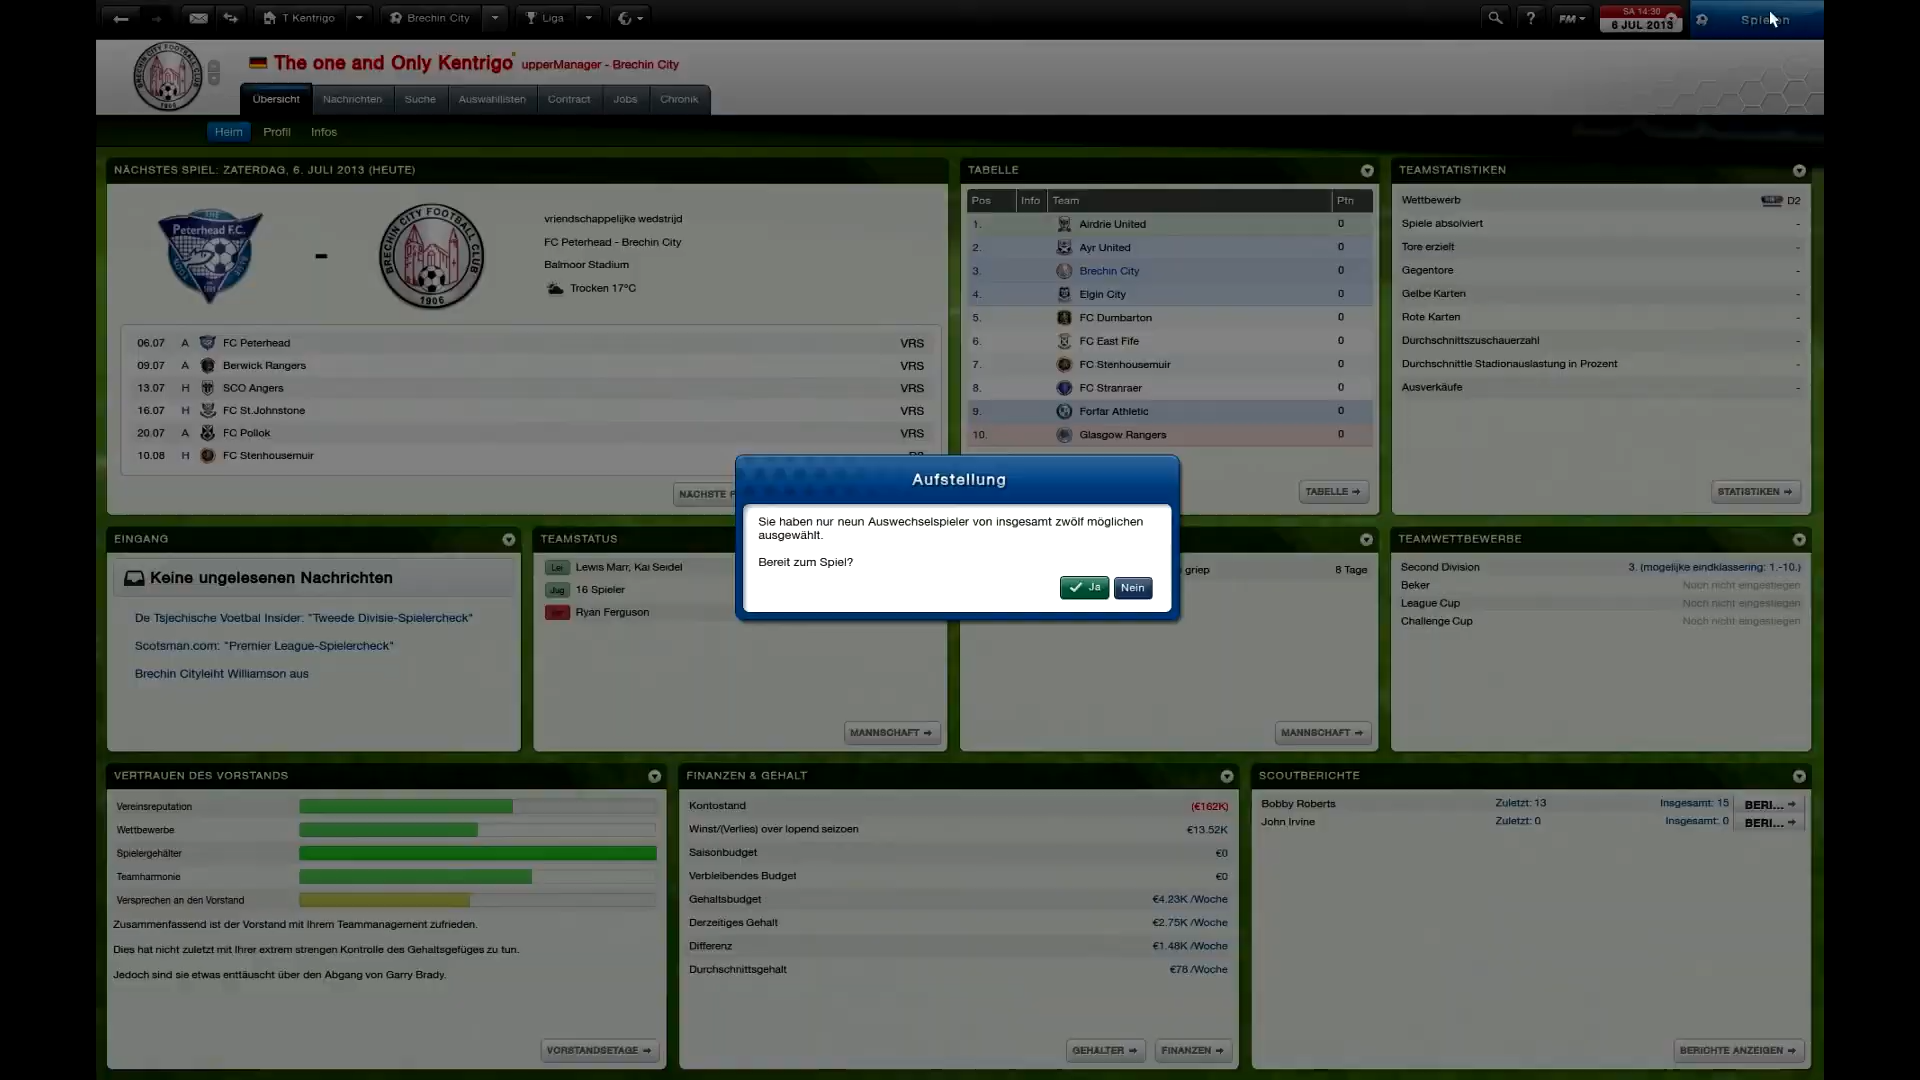 T Kentrigo
Brechin City
Liga
FM
SA 14:30
6 JUL 2013
The one and Only Kentrigo upperManager - Brechin City
Übersicht
Nachrichten
Suche
Auswahllisten
Contract
Jobs
Chronik
Heim
Profil
Infos
NÄCHSTES SPIEL: ZATERDAG, 6. JULI 2013 (HEUTE)
THE Peterhead F.C.
-
BRECHIN CITY FOOTBALL CLUB 1906
vriendschappelijke wedstrijd
FC Peterhead - Brechin City
Balmoor Stadium
Trocken 17°C
06.07 A FC Peterhead VRS
09.07 A Berwick Rangers VRS
13.07 H SCO Angers VRS
16.07 H FC St.Johnstone VRS
20.07 A FC Pollok VRS
10.08 H FC Stenhousemuir
NÄCHSTE
TABELLE
Pos Info Team Ptn
1. Airdrie United 0
2. Ayr United 0
3. Brechin City 0
4. Elgin City 0
5. FC Dumbarton 0
6. FC East Fife 0
7. FC Stenhousemuir 0
8. FC Stranraer 0
9. Forfar Athletic 0
10. Glasgow Rangers 0
TABELLE
TEAMSTATISTIKEN
Wettbewerb D2
Spiele absolviert -
Tore erzielt -
Gegentore -
Gelbe Karten -
Rote Karten -
Durchschnittszuschauerzahl -
Durchschnittle Stadionauslastung in Prozent -
Ausverkäufe -
STATISTIKEN
Aufstellung
Sie haben nur neun Auswechselspieler von insgesamt zwölf möglichen
ausgewählt.
Bereit zum Spiel?
Ja
Nein
EINGANG
Keine ungelesenen Nachrichten
De Tsjechische Voetbal Insider: "Tweede Divisie-Spielercheck"
Scotsman.com: "Premier League-Spielercheck"
Brechin Cityleiht Williamson aus
TEAMSTATUS
Lei Lewis Marr, Kai Seidel
Jug 16 Spieler
Ryan Ferguson
MANNSCHAFT
griep 8 Tage
MANNSCHAFT
TEAMWETTBEWERBE
Second Division 3. (mogelijke eindklassering: 1.-10.)
Beker Noch nicht eingestiegen
League Cup Noch nicht eingestiegen
Challenge Cup Noch nicht eingestiegen
VERTRAUEN DES VORSTANDS
Vereinsreputation
Wettbewerbe
Spielergehälter
Teamharmonie
Versprechen an den Vorstand
Zusammenfassend ist der Vorstand mit Ihrem Teammanagement zufrieden.
Dies hat nicht zuletzt mit Ihrer extrem strengen Kontrolle des Gehaltsgefüges zu tun.
Jedoch sind sie etwas enttäuscht über den Abgang von Garry Brady.
VORSTANDSETAGE
FINANZEN & GEHALT
Kontostand (€162K)
Winst/(Verlies) over lopend seizoen €13.52K
Saisonbudget €0
Verbleibendes Budget €0
Gehaltsbudget €4.23K /Woche
Derzeitiges Gehalt €2.75K /Woche
Differenz €1.48K /Woche
Durchschnittsgehalt €78 /Woche
GEHÄLTER
FINANZEN
SCOUTBERICHTE
Bobby Roberts Zuletzt: 13 Insgesamt: 15 BERI...
John Irvine Zuletzt: 0 Insgesamt: 0 BERI...
BERICHTE ANZEIGEN